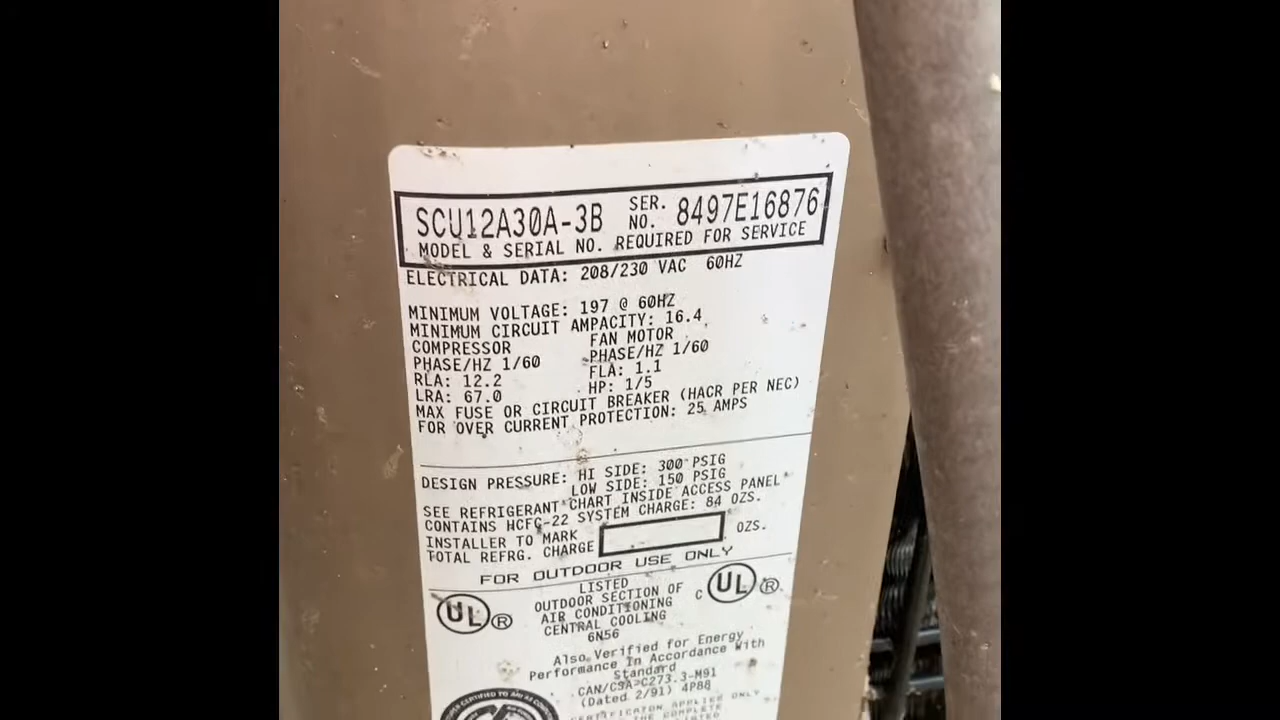 SCU12A30A-3B SER. NO. 8497E16876
MODEL & SERIAL NO. REQUIRED FOR SERVICE
ELECTRICAL DATA: 208/230 VAC 60HZ
MINIMUM VOLTAGE: 197 @ 60HZ
MINIMUM CIRCUIT AMPACITY: 16.4
COMPRESSOR FAN MOTOR
PHASE/HZ 1/60 PHASE/HZ 1/60
RLA: 12.2 FLA: 1.1
LRA: 67.0 HP: 1/5
MAX FUSE OR CIRCUIT BREAKER (HACR PER NEC)
FOR OVER CURRENT PROTECTION: 25 AMPS
DESIGN PRESSURE: HI SIDE: 300 PSIG
LOW SIDE: 150 PSIG
SEE REFRIGERANT CHART INSIDE ACCESS PANEL
CONTAINS HCFC-22 SYSTEM CHARGE: 84 OZS.
INSTALLER TO MARK
TOTAL REFRG. CHARGE OZS.
FOR OUTDOOR USE ONLY
UL ® LISTED C UL ®
OUTDOOR SECTION OF
AIR CONDITIONING
CENTRAL COOLING
6N56
Also Verified for Energy
Performance In Accordance With
Standard
CAN/CSA-C273.3-M91
(Dated 2/91) 4P88
APPLIES ONLY
THE COMPLETE
LISTED